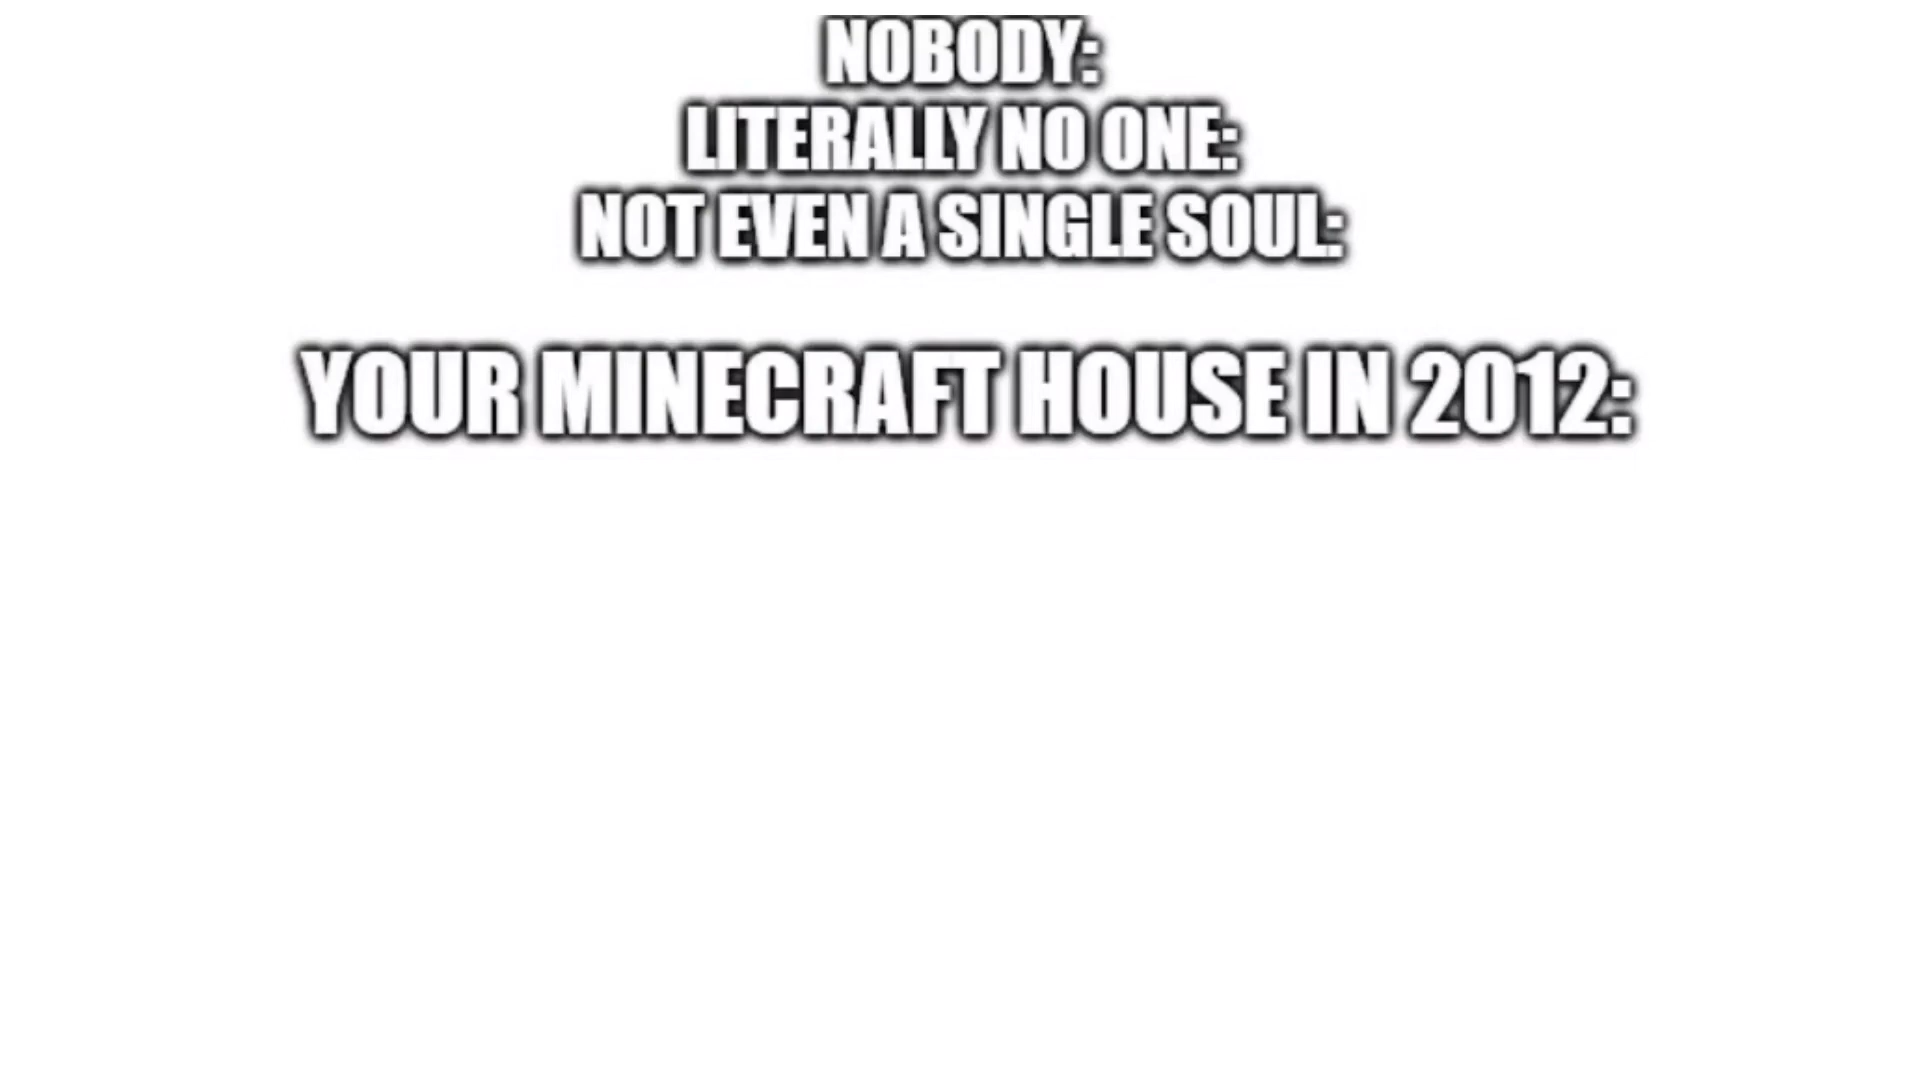 NOBODY:
LITERALLY NO ONE:
NOT EVEN A SINGLE SOUL:
YOUR MINECRAFT HOUSE IN 2012: